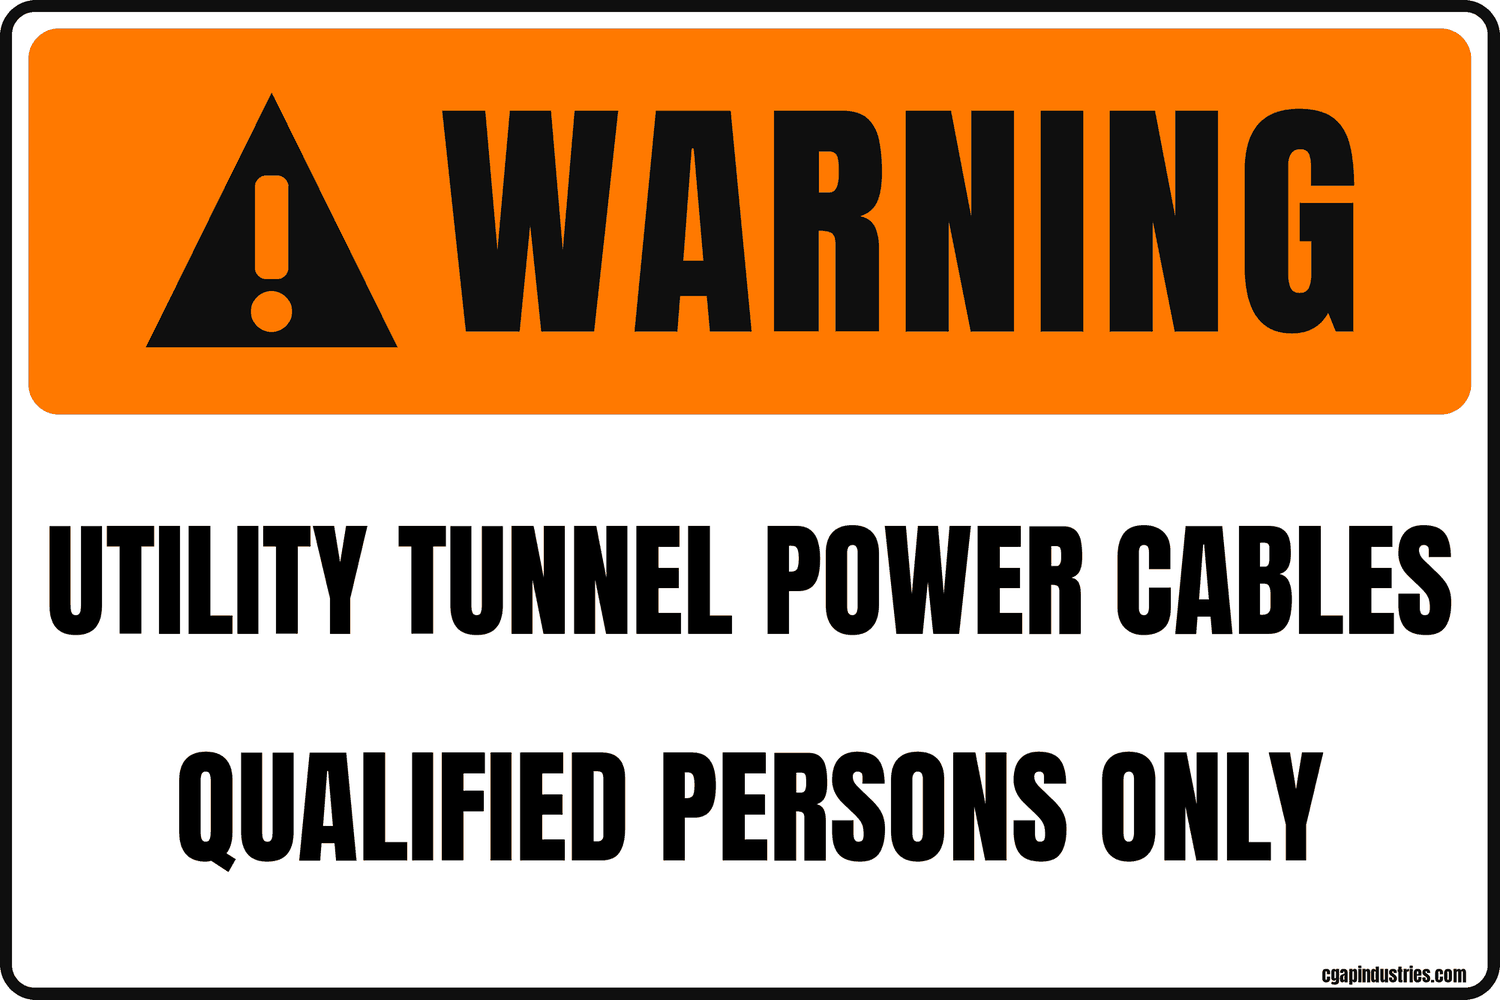 WARNING
UTILITY TUNNEL POWER CABLES
QUALIFIED PERSONS ONLY
cgapindustries.com